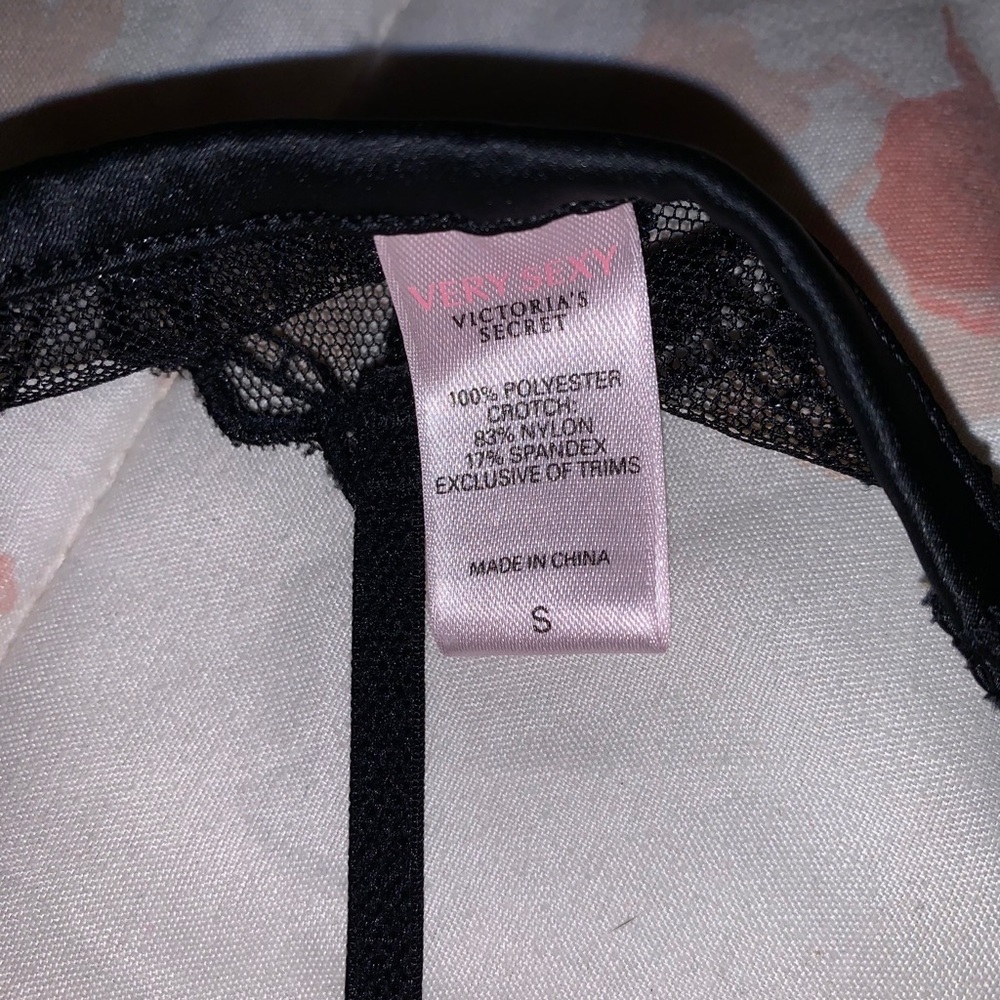 VERY SEXY
VICTORIA'S
SECRET
100% POLYESTER
CROTCH:
83% NYLON
17% SPANDEX
EXCLUSIVE OF TRIMS
MADE IN CHINA
S